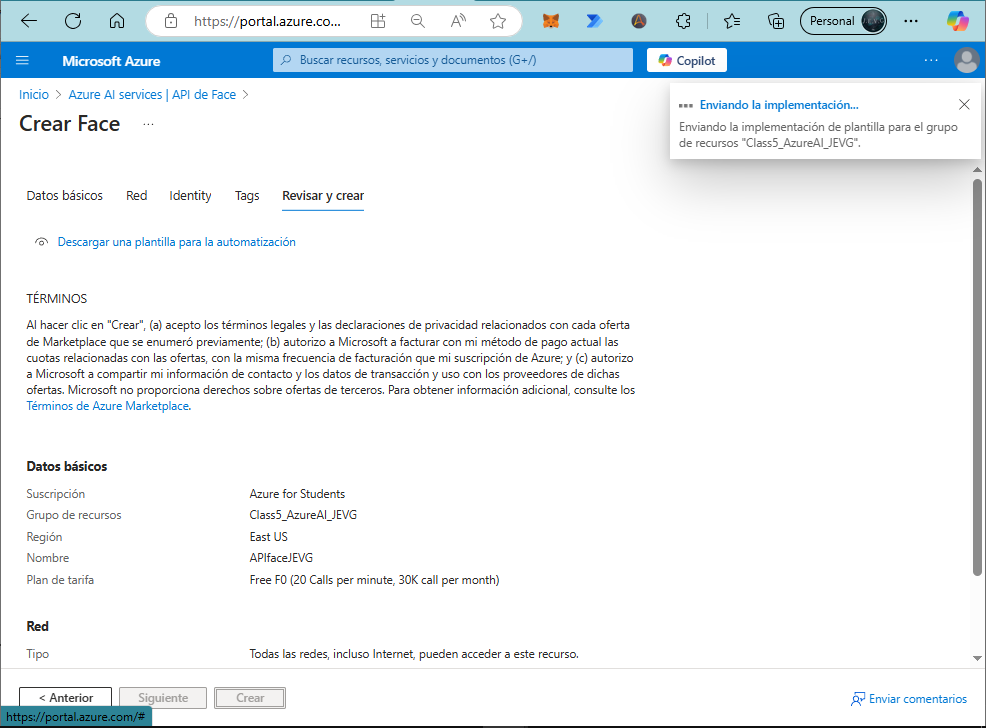 https://portal.azure.co...
Personal
Microsoft Azure
Buscar recursos, servicios y documentos (G+/)
Copilot
Inicio > Azure AI services | API de Face >
Crear Face ...
Enviando la implementación...
Enviando la implementación de plantilla para el grupo
de recursos "Class5_AzureAI_JEVG".
Datos básicos Red Identity Tags Revisar y crear
Descargar una plantilla para la automatización
TÉRMINOS
Al hacer clic en "Crear", (a) acepto los términos legales y las declaraciones de privacidad relacionados con cada oferta
de Marketplace que se enumeró previamente; (b) autorizo a Microsoft a facturar con mi método de pago actual las
cuotas relacionadas con las ofertas, con la misma frecuencia de facturación que mi suscripción de Azure; y (c) autorizo
a Microsoft a compartir mi información de contacto y los datos de transacción y uso con los proveedores de dichas
ofertas. Microsoft no proporciona derechos sobre ofertas de terceros. Para obtener información adicional, consulte los
Términos de Azure Marketplace.
Datos básicos
Suscripción Azure for Students
Grupo de recursos Class5_AzureAI_JEVG
Región East US
Nombre APIfaceJEVG
Plan de tarifa Free F0 (20 Calls per minute, 30K call per month)
Red
Tipo Todas las redes, incluso Internet, pueden acceder a este recurso.
< Anterior Siguiente Crear Enviar comentarios
https://portal.azure.com/#